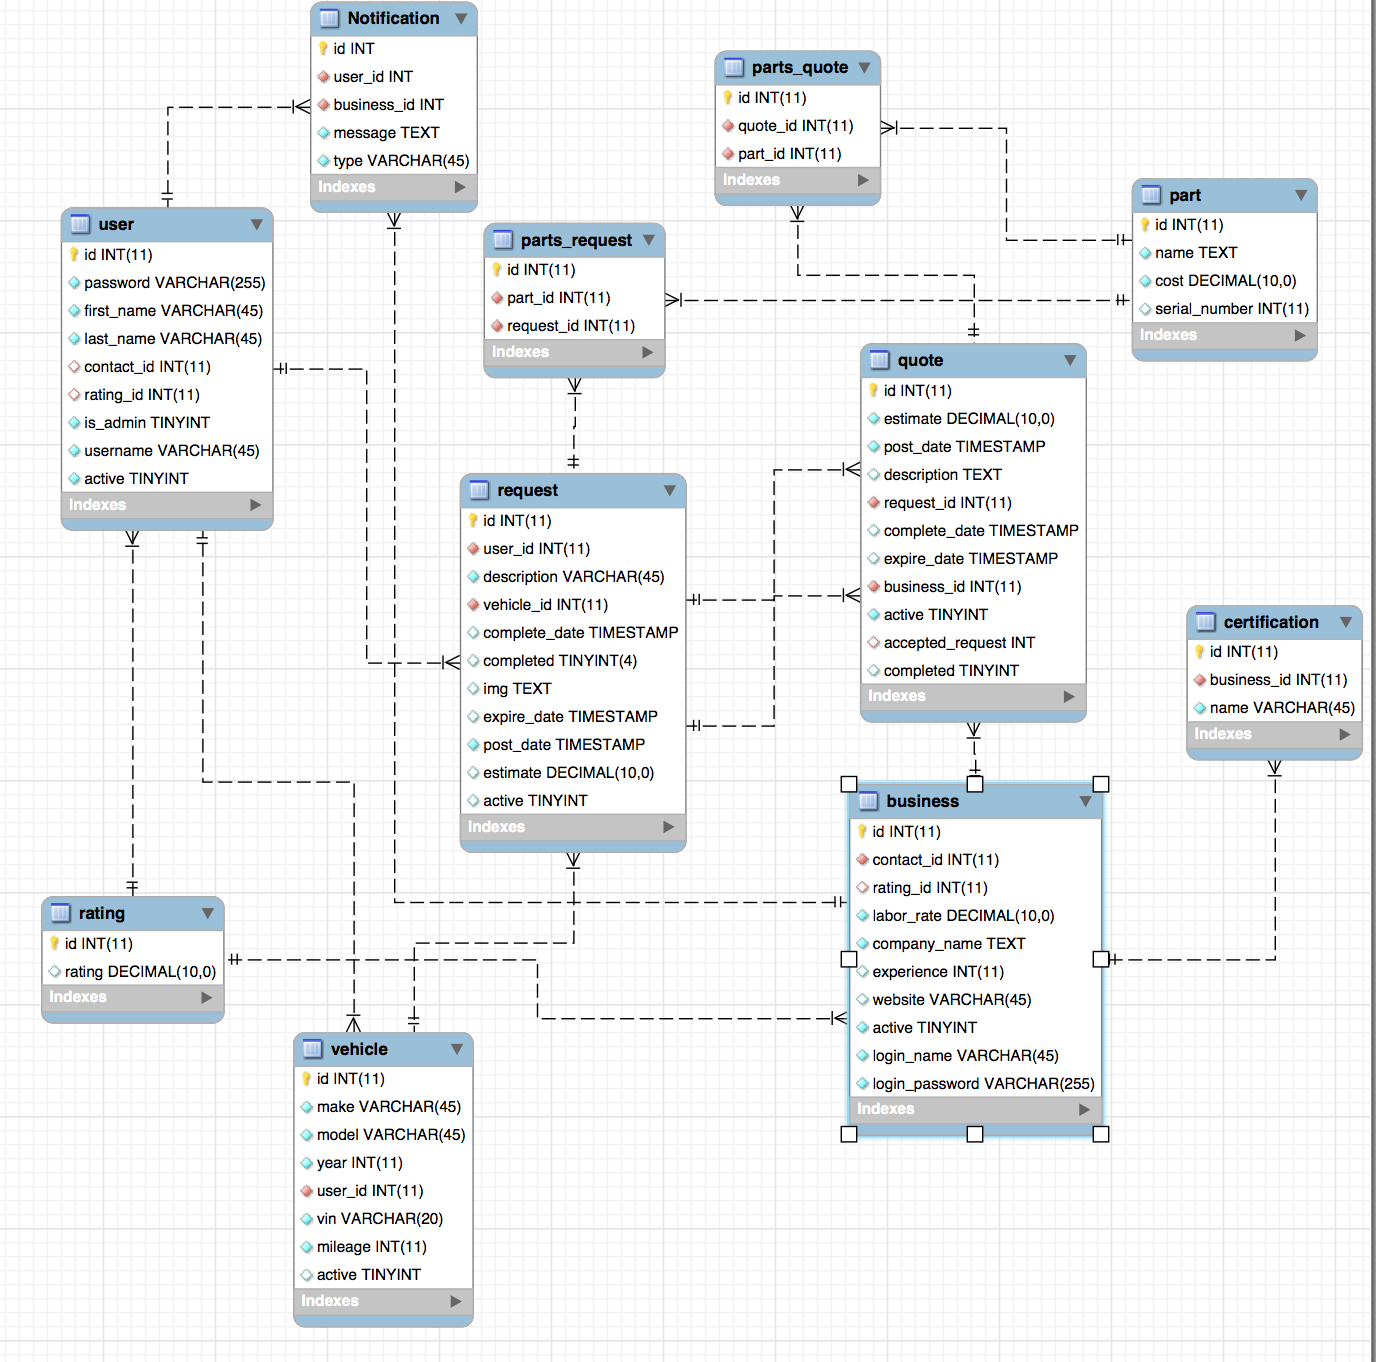 Notification
id INT
user_id INT
business_id INT
message TEXT
type VARCHAR(45)
Indexes
parts_quote
id INT(11)
quote_id INT(11)
part_id INT(11)
Indexes
part
id INT(11)
name TEXT
cost DECIMAL(10,0)
serial_number INT(11)
Indexes
user
id INT(11)
password VARCHAR(255)
first_name VARCHAR(45)
last_name VARCHAR(45)
contact_id INT(11)
rating_id INT(11)
is_admin TINYINT
username VARCHAR(45)
active TINYINT
Indexes
parts_request
id INT(11)
part_id INT(11)
request_id INT(11)
Indexes
quote
id INT(11)
estimate DECIMAL(10,0)
post_date TIMESTAMP
description TEXT
request_id INT(11)
complete_date TIMESTAMP
expire_date TIMESTAMP
business_id INT(11)
active TINYINT
accepted_request INT
completed TINYINT
Indexes
request
id INT(11)
user_id INT(11)
description VARCHAR(45)
vehicle_id INT(11)
complete_date TIMESTAMP
completed TINYINT(4)
img TEXT
expire_date TIMESTAMP
post_date TIMESTAMP
estimate DECIMAL(10,0)
active TINYINT
Indexes
certification
id INT(11)
business_id INT(11)
name VARCHAR(45)
Indexes
business
id INT(11)
contact_id INT(11)
rating_id INT(11)
labor_rate DECIMAL(10,0)
company_name TEXT
experience INT(11)
website VARCHAR(45)
active TINYINT
login_name VARCHAR(45)
login_password VARCHAR(255)
Indexes
rating
id INT(11)
rating DECIMAL(10,0)
Indexes
vehicle
id INT(11)
make VARCHAR(45)
model VARCHAR(45)
year INT(11)
user_id INT(11)
vin VARCHAR(20)
mileage INT(11)
active TINYINT
Indexes